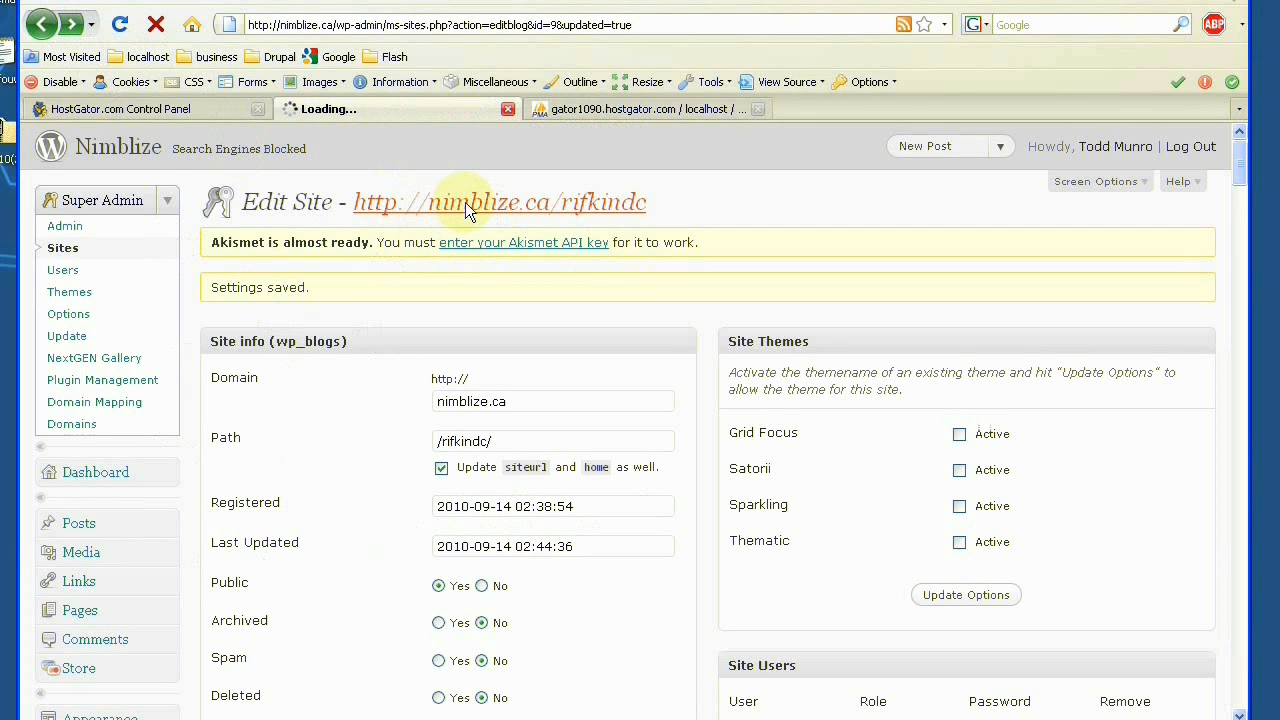 http://nimblize.ca/wp-admin/ms-sites.php?action=editblog&id=9&updated=true
Google
ABP
Most Visited localhost business Drupal Google Flash
Disable Cookies CSS Forms Images Information Miscellaneous Outline Resize Tools View Source Options
HostGator.com Control Panel
Loading...
gator1090.hostgator.com / localhost / ...
Nimblize Search Engines Blocked
New Post
Howdy, Todd Munro | Log Out
Screen Options
Help
Super Admin
Admin
Sites
Users
Themes
Options
Update
NextGEN Gallery
Plugin Management
Domain Mapping
Domains
Dashboard
Posts
Media
Links
Pages
Comments
Store
Appearance
Edit Site - http://nimblize.ca/rifkindc
Akismet is almost ready. You must enter your Akismet API key for it to work.
Settings saved.
Site info (wp_blogs)
Domain http://
nimblize.ca
Path /rifkindc/
Update siteurl and home as well.
Registered 2010-09-14 02:38:54
Last Updated 2010-09-14 02:44:36
Public Yes No
Archived Yes No
Spam Yes No
Deleted Yes No
Site Themes
Activate the themename of an existing theme and hit "Update Options" to
allow the theme for this site.
Grid Focus Active
Satorii Active
Sparkling Active
Thematic Active
Update Options
Site Users
User Role Password Remove